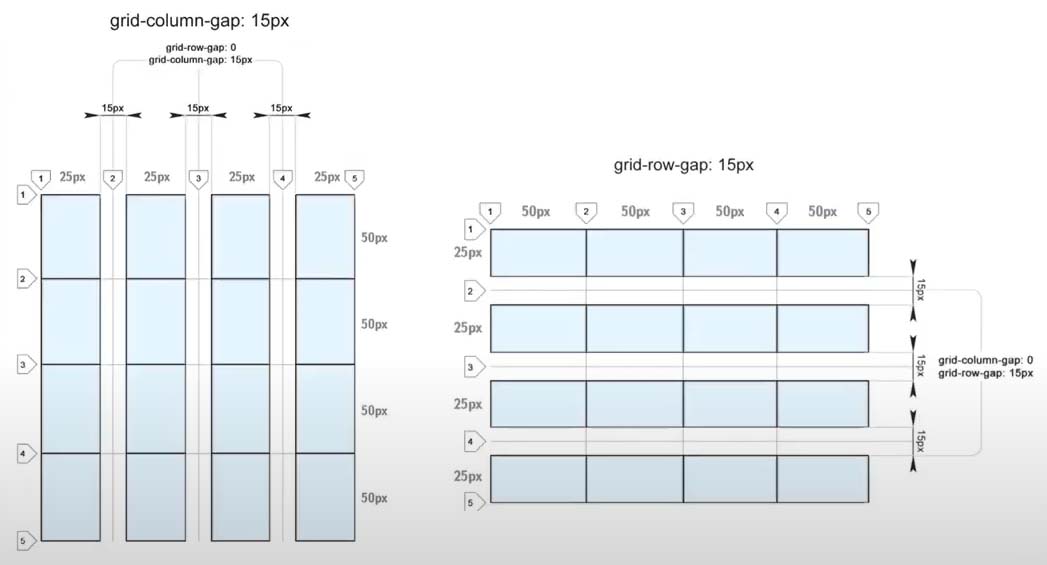 grid-column-gap: 15px
grid-row-gap: 0
grid-column-gap: 15px
15px 15px 15px
1 25px 2 25px 3 25px 4 25px 5
1
50px
2
50px
3
50px
4
50px
5
grid-row-gap: 15px
1 50px 2 50px 3 50px 4 50px 5
1
25px
2
15px
25px
3
15px
grid-column-gap: 0
grid-row-gap: 15px
25px
4
15px
25px
5